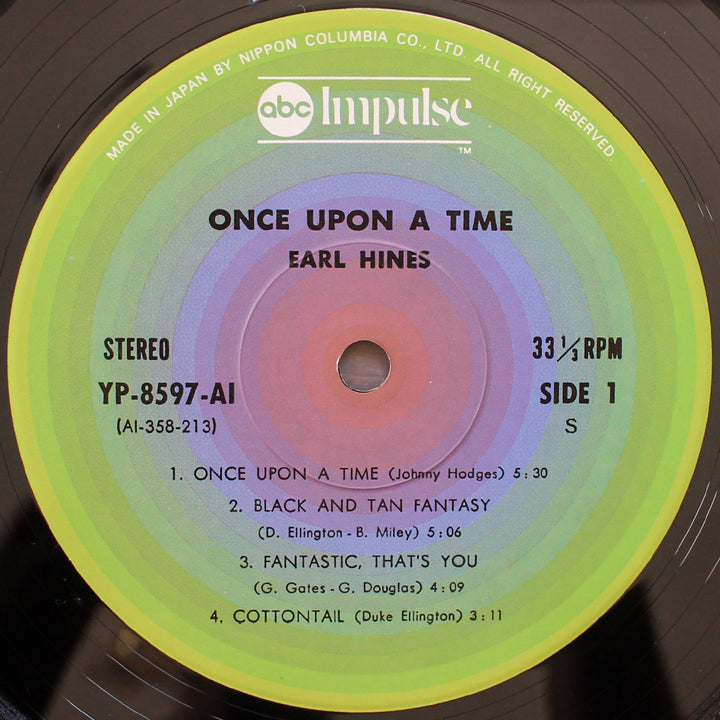 MADE IN JAPAN BY NIPPON COLUMBIA CO., LTD. ALL RIGHT RESERVED.
abc Impulse
TM
ONCE UPON A TIME
EARL HINES
STEREO
33 1/3 RPM
YP-8597-AI
SIDE 1
(AI-358-213)
S
1. ONCE UPON A TIME (Johnny Hodges) 5:30
2. BLACK AND TAN FANTASY
(D. Ellington - B. Miley) 5:06
3. FANTASTIC, THAT'S YOU
(G. Gates - G. Douglas) 4:09
4. COTTONTAIL (Duke Ellington) 3:11